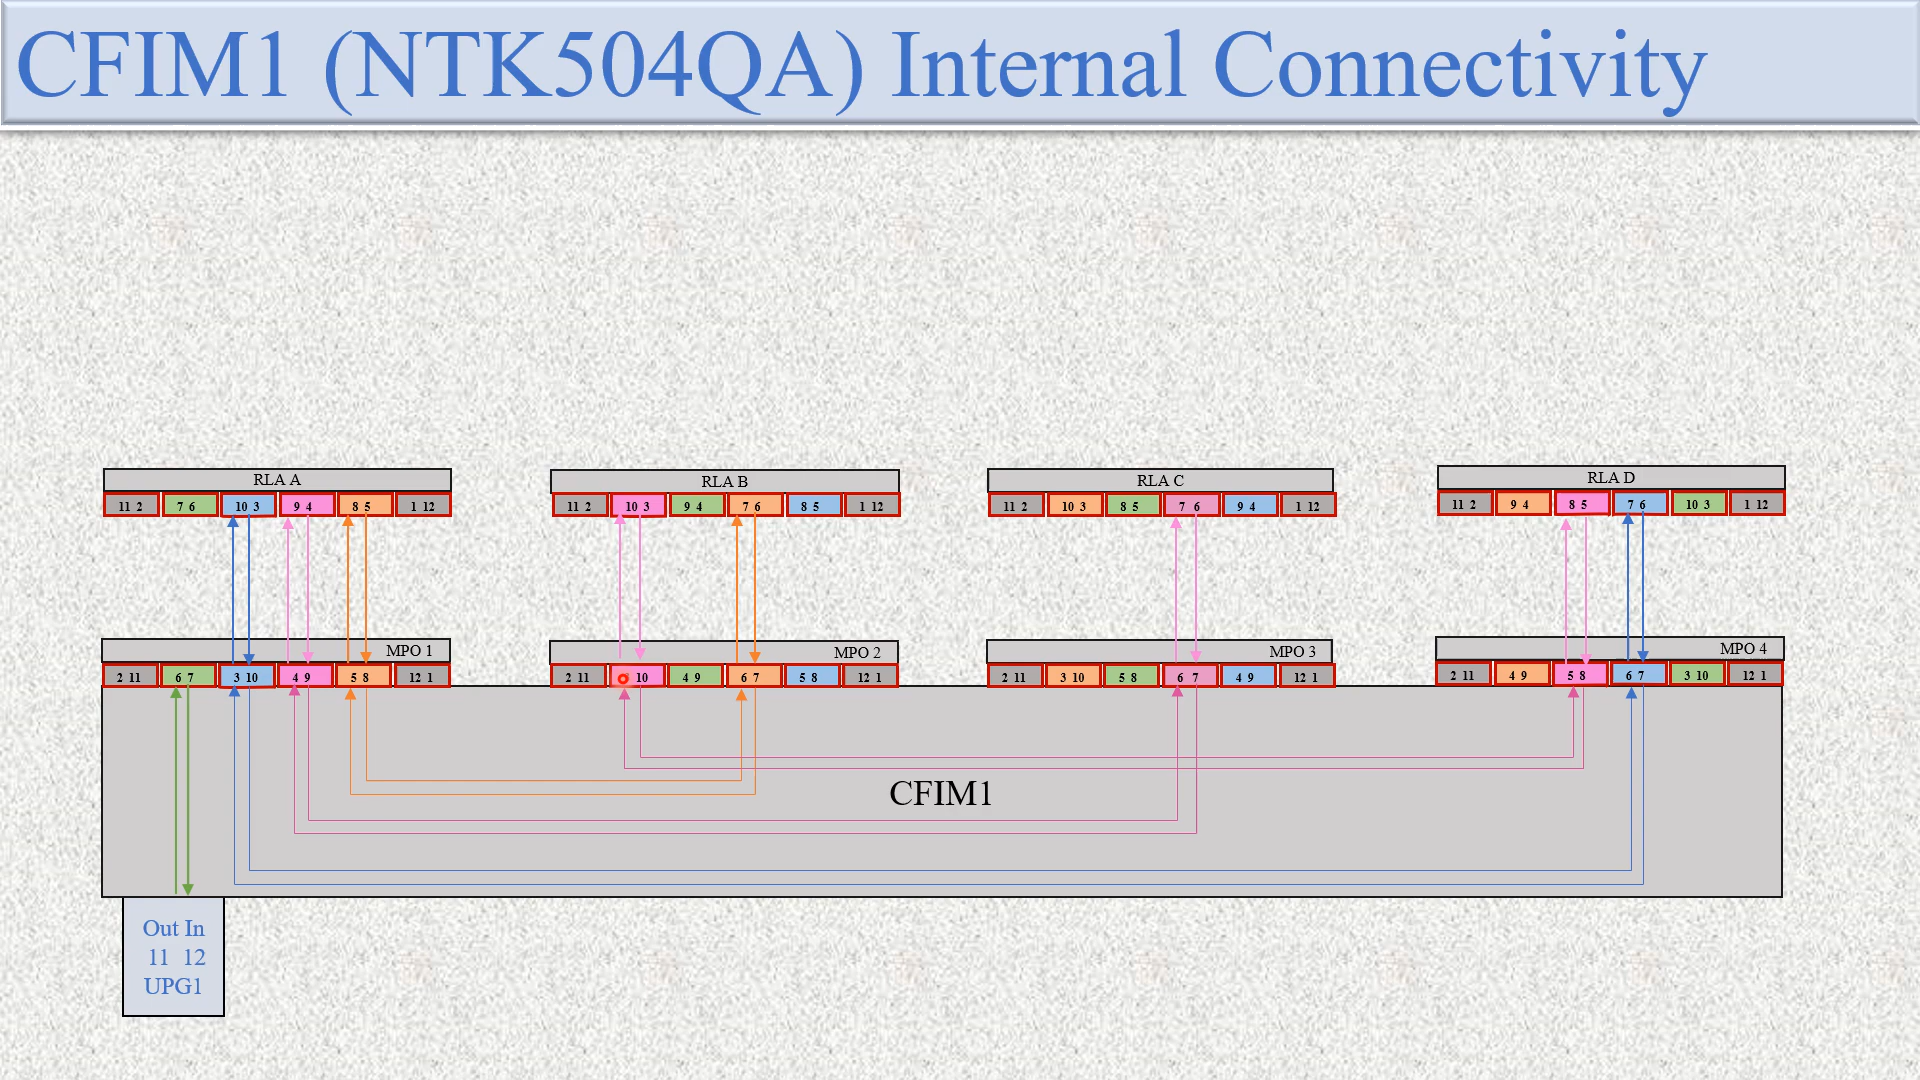 CFIM1 (NTK504QA) Internal Connectivity
RLA A
11 2 7 6 10 3 9 4 8 5 1 12
RLA B
11 2 10 3 9 4 7 6 8 5 1 12
RLA C
11 2 10 3 8 5 7 6 9 4 1 12
RLA D
11 2 9 4 8 5 7 6 10 3 1 12
MPO 1
2 11 6 7 3 10 4 9 5 8 12 1
MPO 2
2 11 10 4 9 6 7 5 8 12 1
MPO 3
2 11 3 10 5 8 6 7 4 9 12 1
MPO 4
2 11 4 9 5 8 6 7 3 10 12 1
CFIM1
Out In
11 12
UPG1